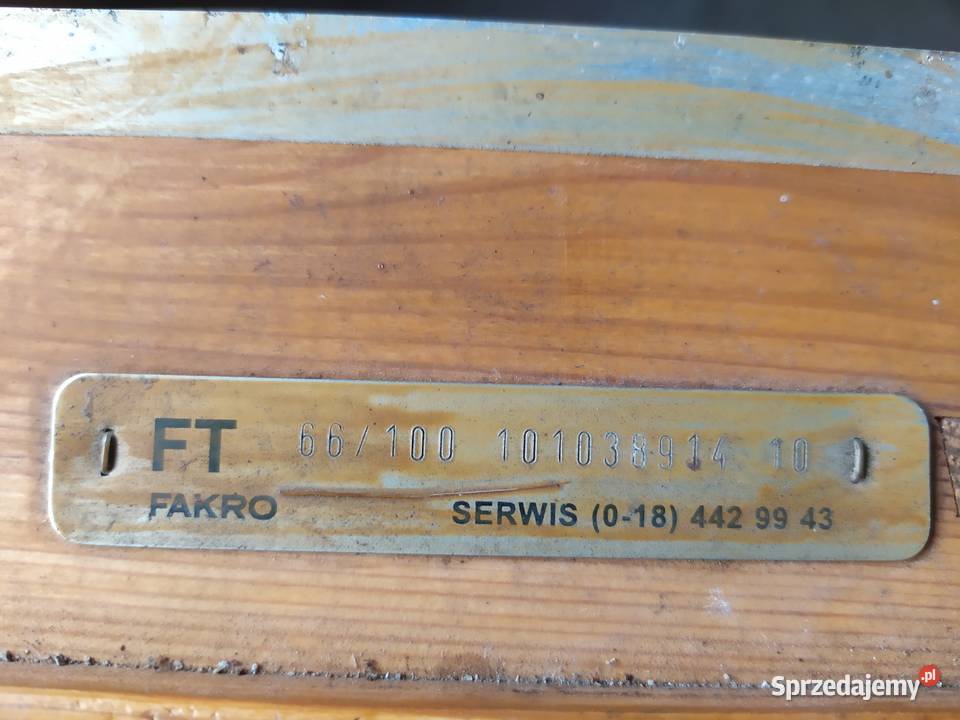 FT 66/100 101038914 10
FAKRO SERWIS (0-18) 442 99 43
Sprzedajemy.pl